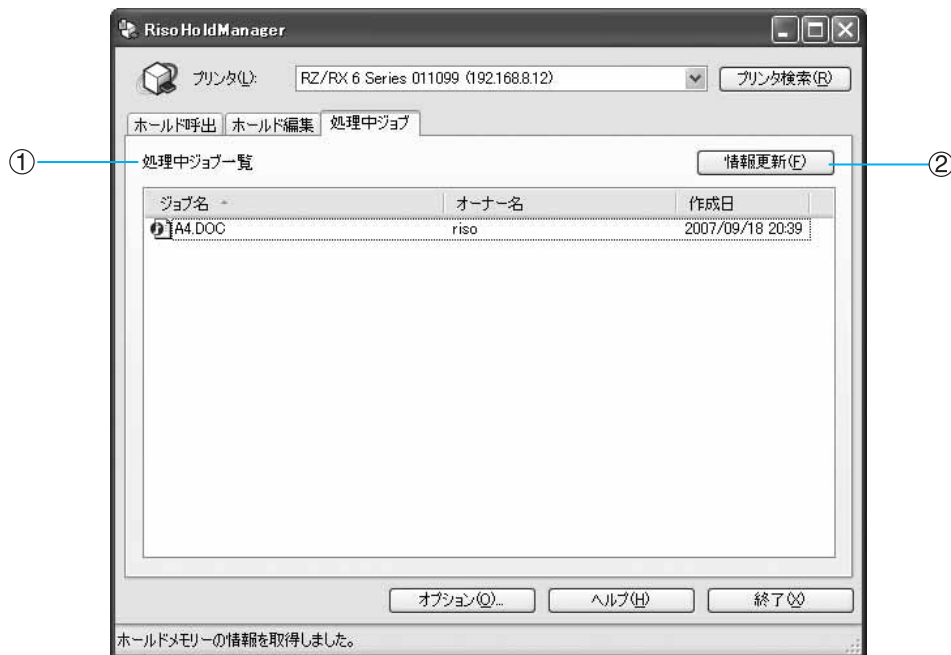 RisoHoldManager
プリンタ(L): RZ/RX 6 Series 011099 (192.168.8.12) プリンタ検索(R)
ホールド呼出 ホールド編集 処理中ジョブ
① 処理中ジョブ一覧 情報更新(F) ②
ジョブ名 オーナー名 作成日
A4.DOC riso 2007/09/18 20:39
オプション(O)... ヘルプ(H) 終了(X)
ホールドメモリーの情報を取得しました。